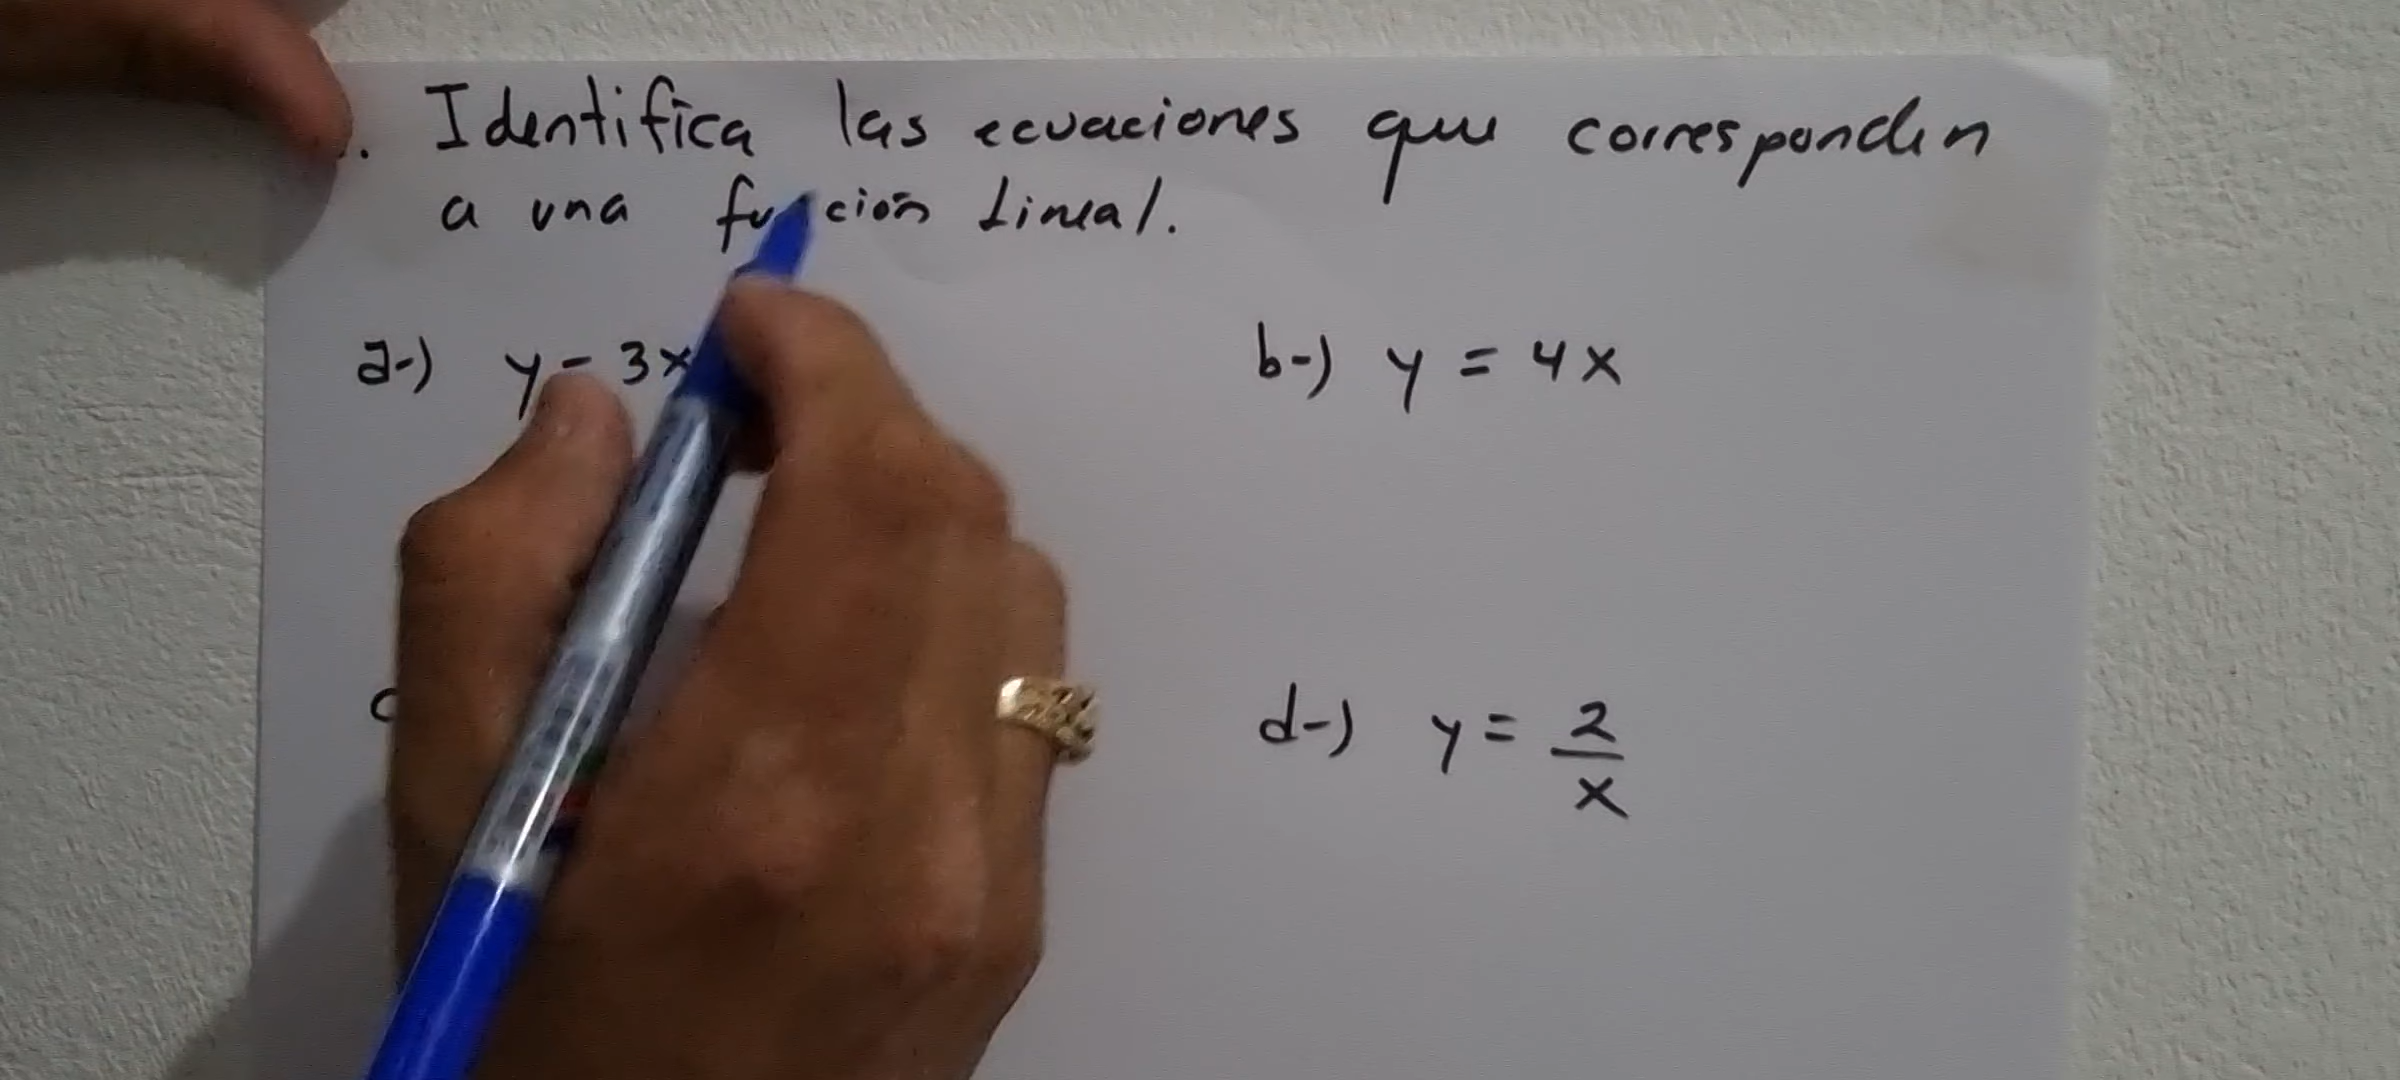 . Identifica las ecuaciones que corresponden
a una función Lineal.
a-) y = 3x
b-) y = 4x
c
d-) y = 2/x